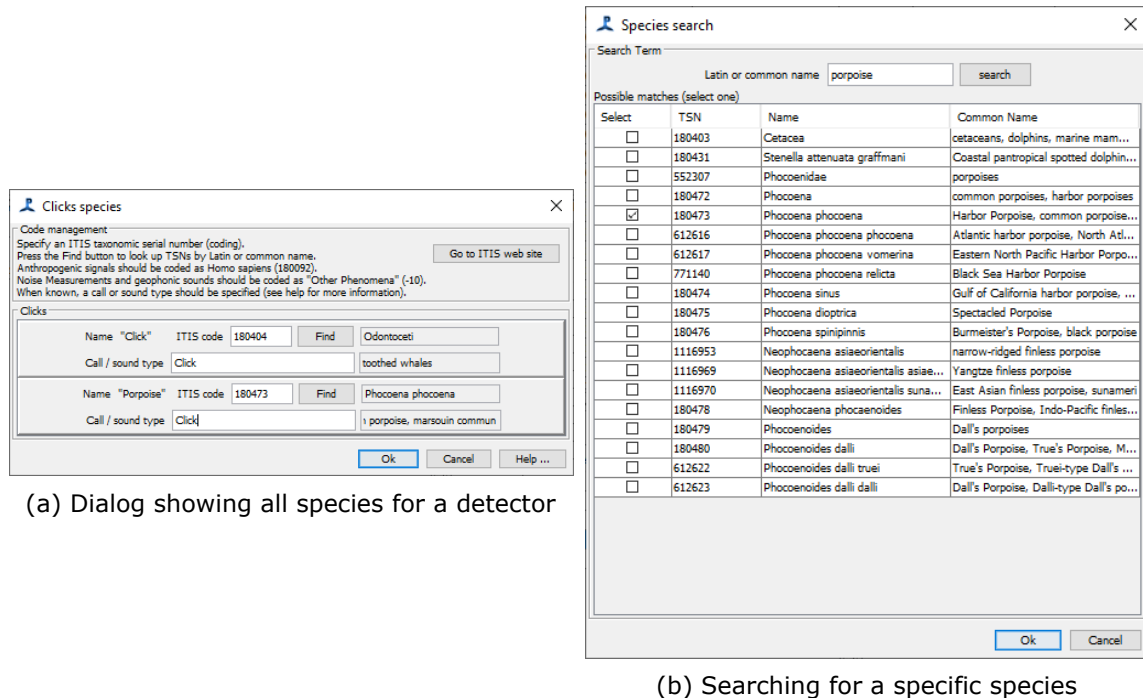 Clicks species
Code management
Specify an ITIS taxonomic serial number (coding).
Press the Find button to look up TSNs by Latin or common name.
Go to ITIS web site
Anthropogenic signals should be coded as Homo sapiens (180092).
Noise Measurements and geophonic sounds should be coded as "Other Phenomena" (-10).
When known, a call or sound type should be specified (see help for more information).
Clicks
Name "Click" ITIS code 180404 Find Odontoceti
Call / sound type Click toothed whales
Name "Porpoise" ITIS code 180473 Find Phocoena phocoena
Call / sound type Click porpoise, marsouin commun
Ok Cancel Help ...
(a) Dialog showing all species for a detector
Species search
Search Term
Latin or common name porpoise search
Possible matches (select one)
Select TSN Name Common Name
180403 Cetacea cetaceans, dolphins, marine mam...
180431 Stenella attenuata graffmani Coastal pantropical spotted dolphin...
552307 Phocoenidae porpoises
180472 Phocoena common porpoises, harbor porpoises
180473 Phocoena phocoena Harbor Porpoise, common porpoise...
612616 Phocoena phocoena phocoena Atlantic harbor porpoise, North Atl...
612617 Phocoena phocoena vomerina Eastern North Pacific Harbor Porpo...
771140 Phocoena phocoena relicta Black Sea Harbor Porpoise
180474 Phocoena sinus Gulf of California harbor porpoise, ...
180475 Phocoena dioptrica Spectacled Porpoise
180476 Phocoena spinipinnis Burmeister's Porpoise, black porpoise
1116953 Neophocaena asiaeorientalis narrow-ridged finless porpoise
1116969 Neophocaena asiaeorientalis asiae... Yangtze finless porpoise
1116970 Neophocaena asiaeorientalis suna... East Asian finless porpoise, sunameri
180478 Neophocaena phocaenoides Finless Porpoise, Indo-Pacific finles...
180479 Phocoenoides Dall's porpoises
180480 Phocoenoides dalli Dall's Porpoise, True's Porpoise, M...
612622 Phocoenoides dalli truei True's Porpoise, Truei-type Dall's ...
612623 Phocoenoides dalli dalli Dall's Porpoise, Dalli-type Dall's po...
Ok Cancel
(b) Searching for a specific species